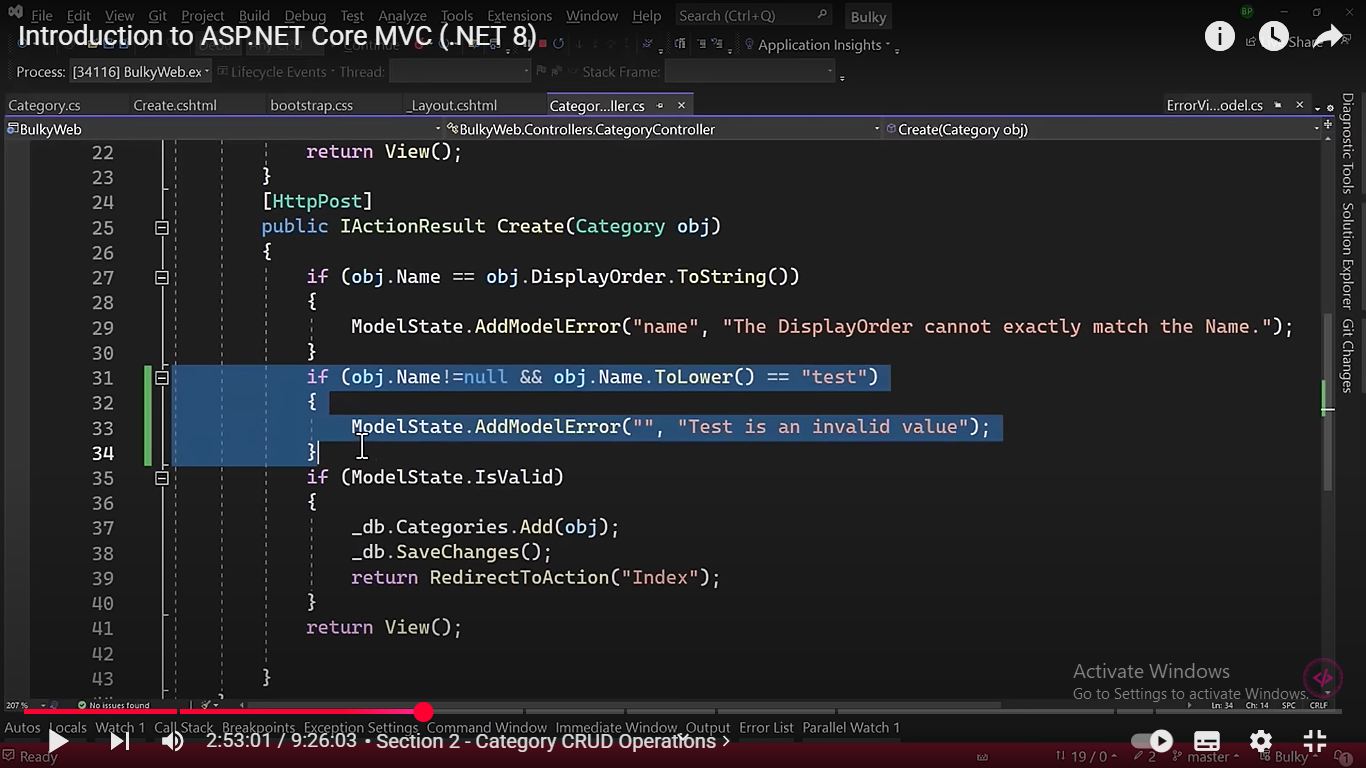 File Edit View Git Project Build Debug Test Analyze Tools Extensions Window Help Search (Ctrl+Q) Bulky BP
Introduction to ASP.NET Core MVC (.NET 8)
Continue Application Insights Share
Process: [34116] BulkyWeb.ex Lifecycle Events Thread: Stack Frame:
Category.cs Create.cshtml bootstrap.css _Layout.cshtml Categor...ller.cs ErrorVi...odel.cs
BulkyWeb BulkyWeb.Controllers.CategoryController Create(Category obj)
22 return View();
23 }
24 [HttpPost]
25 public IActionResult Create(Category obj)
26 {
27 if (obj.Name == obj.DisplayOrder.ToString())
28 {
29 ModelState.AddModelError("name", "The DisplayOrder cannot exactly match the Name.");
30 }
31 if (obj.Name!=null && obj.Name.ToLower() == "test")
32 {
33 ModelState.AddModelError("", "Test is an invalid value");
34 }
35 if (ModelState.IsValid)
36 {
37 _db.Categories.Add(obj);
38 _db.SaveChanges();
39 return RedirectToAction("Index");
40 }
41 return View();
42
43 }
Diagnostic Tools Solution Explorer Git Changes
Activate Windows
Go to Settings to activate Windows.
207 % No issues found Ln: 34 Ch: 14 SPC CRLF
Autos Locals Watch 1 Call Stack Breakpoints Exception Settings Command Window Immediate Window Output Error List Parallel Watch 1
2:53:01 / 9:26:03 • Section 2 - Category CRUD Operations >
Ready 19 / 0 2 master Bulky 1